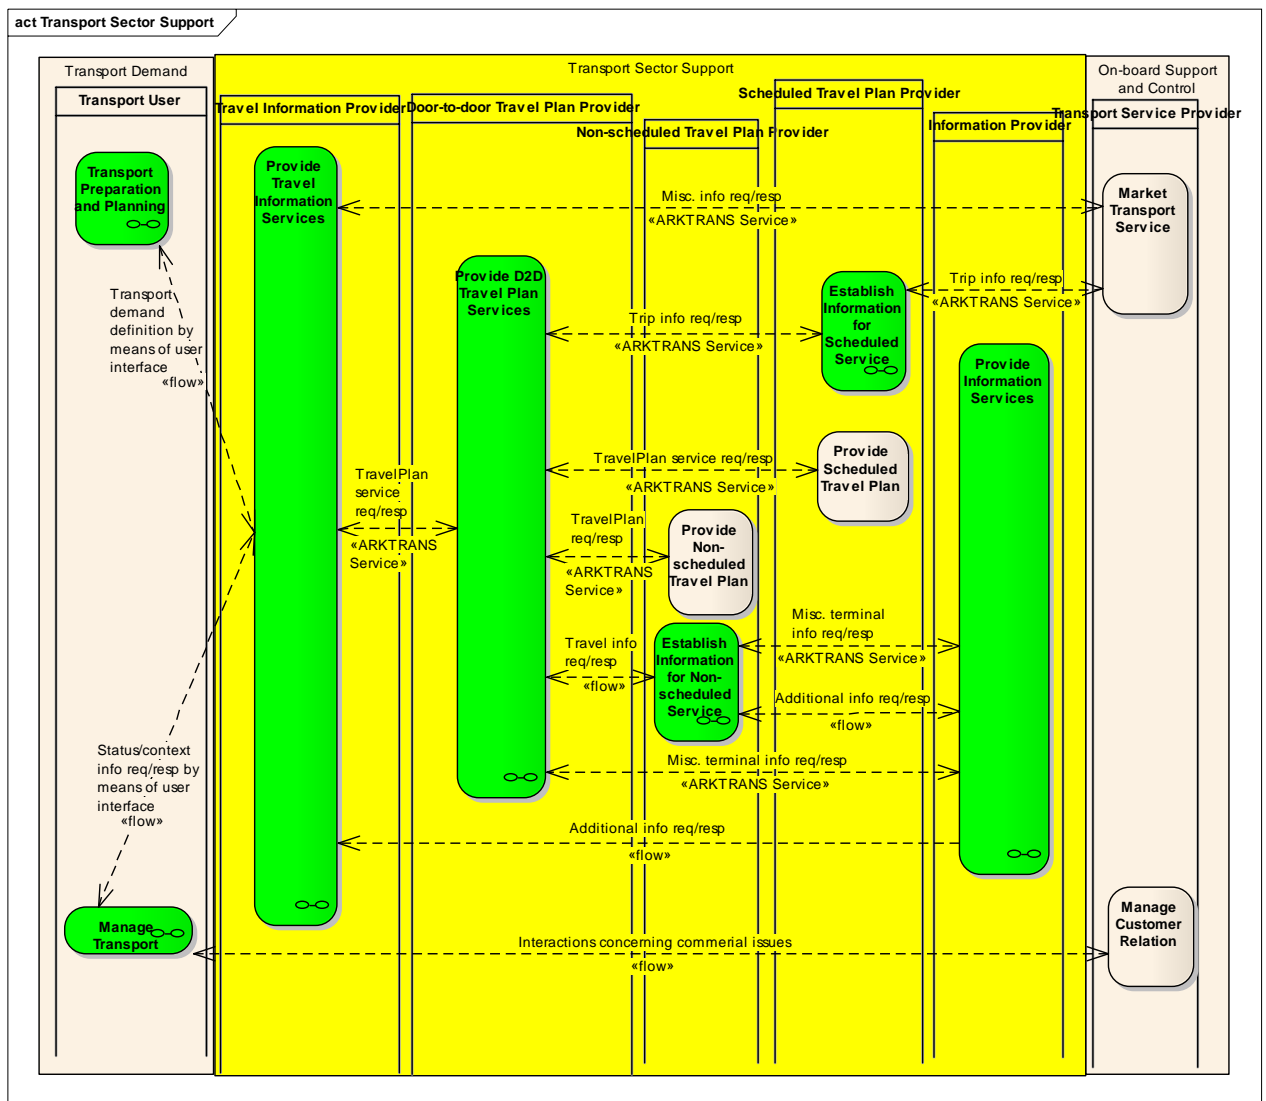 act Transport Sector Support
Transport Demand
Transport Sector Support
On-board Support
and Control
Transport User
Travel Information Provider
Door-to-door Travel Plan Provider
Non-scheduled Travel Plan Provider
Scheduled Travel Plan Provider
Information Provider
Transport Service Provider
Transport
Preparation
and Planning
Provide
Travel
Information
Services
Misc. info req/resp
«ARKTRANS Service»
Market
Transport
Service
Provide D2D
Travel Plan
Services
Establish
Information
for
Scheduled
Service
Trip info req/resp
«ARKTRANS Service»
Transport
demand
definition by
means of user
interface
«flow»
Trip info req/resp
«ARKTRANS Service»
Provide
Information
Services
TravelPlan service req/resp
«ARKTRANS Service»
Provide
Scheduled
Travel Plan
TravelPlan
service
req/resp
«ARKTRANS
Service»
TravelPlan
req/resp
«ARKTRANS
Service»
Provide
Non-
scheduled
Travel Plan
Misc. terminal
info req/resp
«ARKTRANS Service»
Travel info
req/resp
«flow»
Establish
Information
for Non-
scheduled
Service
Additional info req/resp
«flow»
Status/context
info req/resp by
means of user
interface
«flow»
Misc. terminal info req/resp
«ARKTRANS Service»
Additional info req/resp
«flow»
Manage
Transport
Interactions concerning commerial issues
«flow»
Manage
Customer
Relation